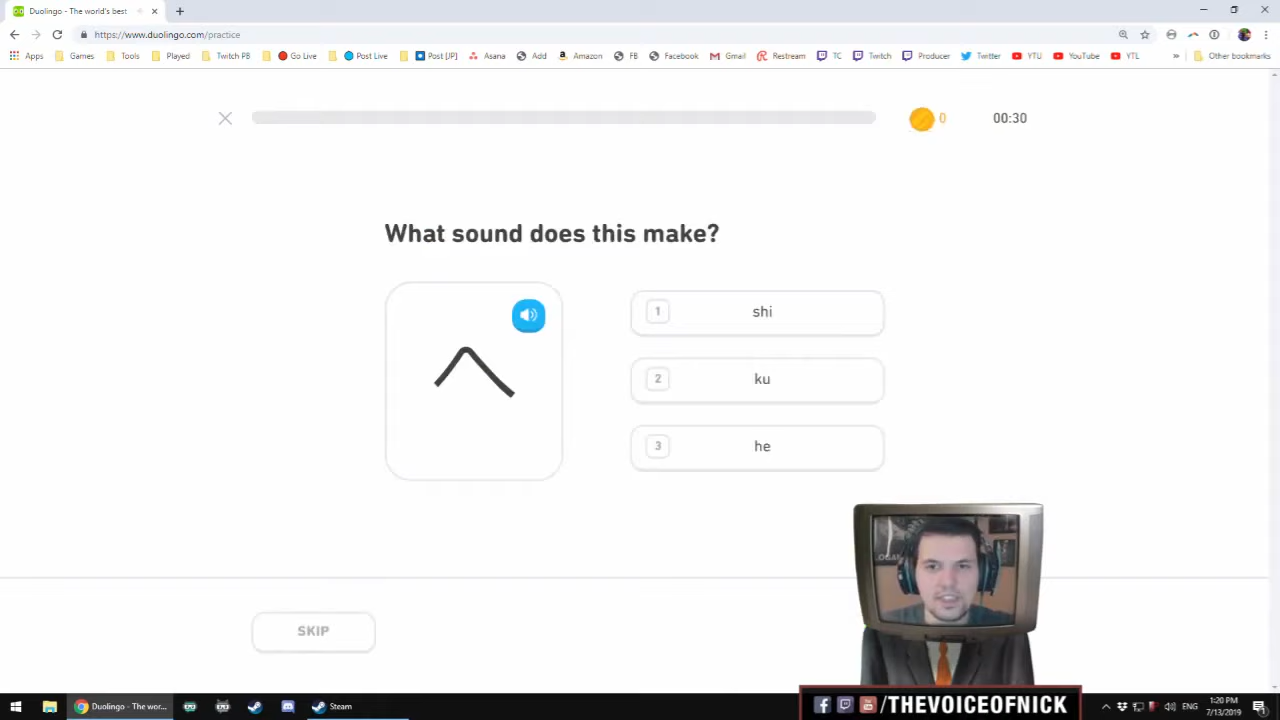 Duolingo - The world's best
https://www.duolingo.com/practice
Apps
Games
Tools
Played
Twitch PB
Go Live
Post Live
Post [JP]
Asana
Add
Amazon
FB
Facebook
Gmail
Restream
TC
Twitch
Producer
Twitter
YTU
YouTube
YTL
»
Other bookmarks
0
00:30
What sound does this make?
へ
1 shi
2 ku
3 he
SKIP
/THEVOICEOFNICK
Duolingo - The wor...
Steam
ENG
1:20 PM
7/13/2019